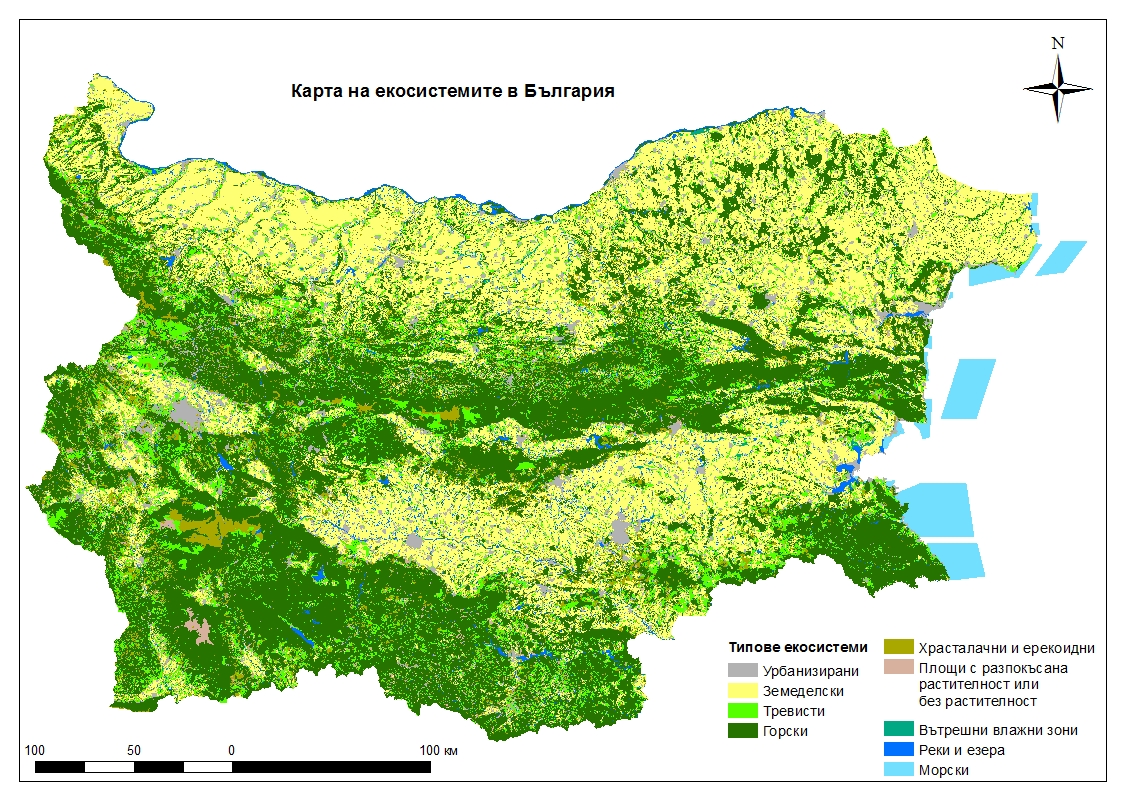 N
Карта на екосистемите в България
Типове екосистеми
Урбанизирани
Земеделски
Тревисти
Горски
Храсталачни и ерекоидни
Площи с разпокъсана
растителност или
без растителност
Вътрешни влажни зони
Реки и езера
Морски
100 50 0 100 км